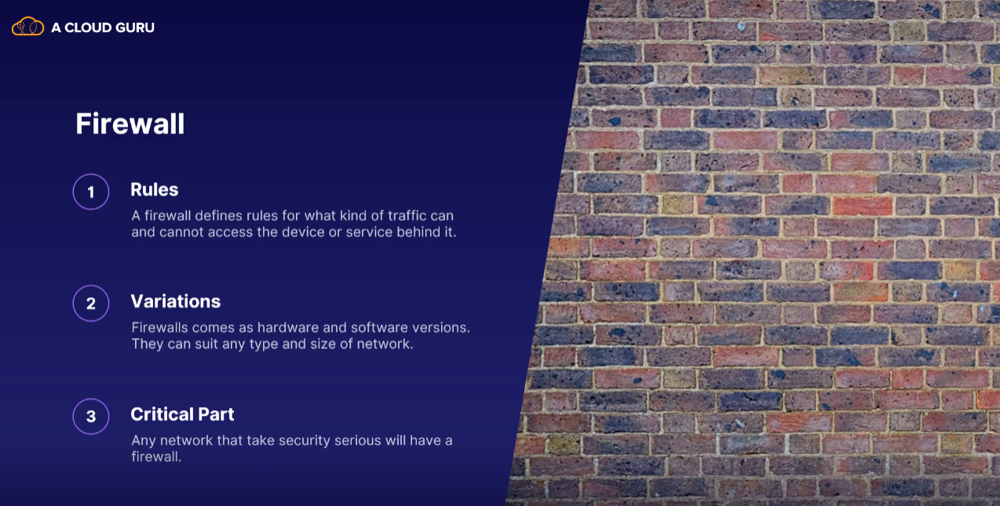 A CLOUD GURU
Firewall
1
Rules
A firewall defines rules for what kind of traffic can
and cannot access the device or service behind it.
2
Variations
Firewalls comes as hardware and software versions.
They can suit any type and size of network.
3
Critical Part
Any network that take security serious will have a
firewall.